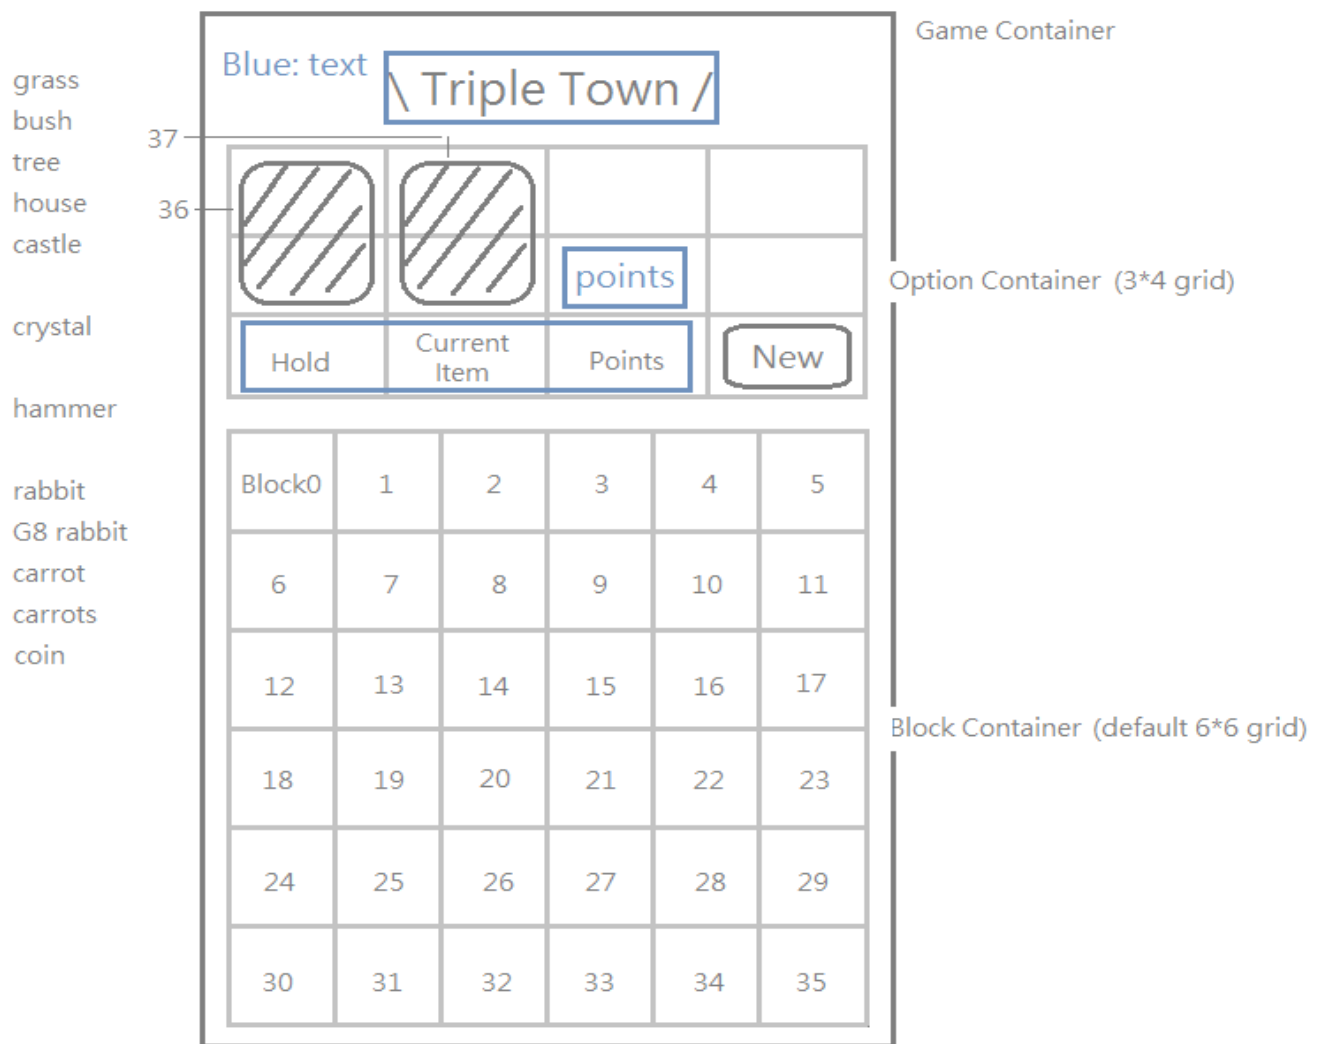 Game Container
Blue: text
\ Triple Town /
grass
bush
tree
house
castle
crystal
hammer
rabbit
G8 rabbit
carrot
carrots
coin
37
36
points
Option Container (3*4 grid)
Hold
Current
Item
Points
New
Block0 1 2 3 4 5
6 7 8 9 10 11
12 13 14 15 16 17
Block Container (default 6*6 grid)
18 19 20 21 22 23
24 25 26 27 28 29
30 31 32 33 34 35